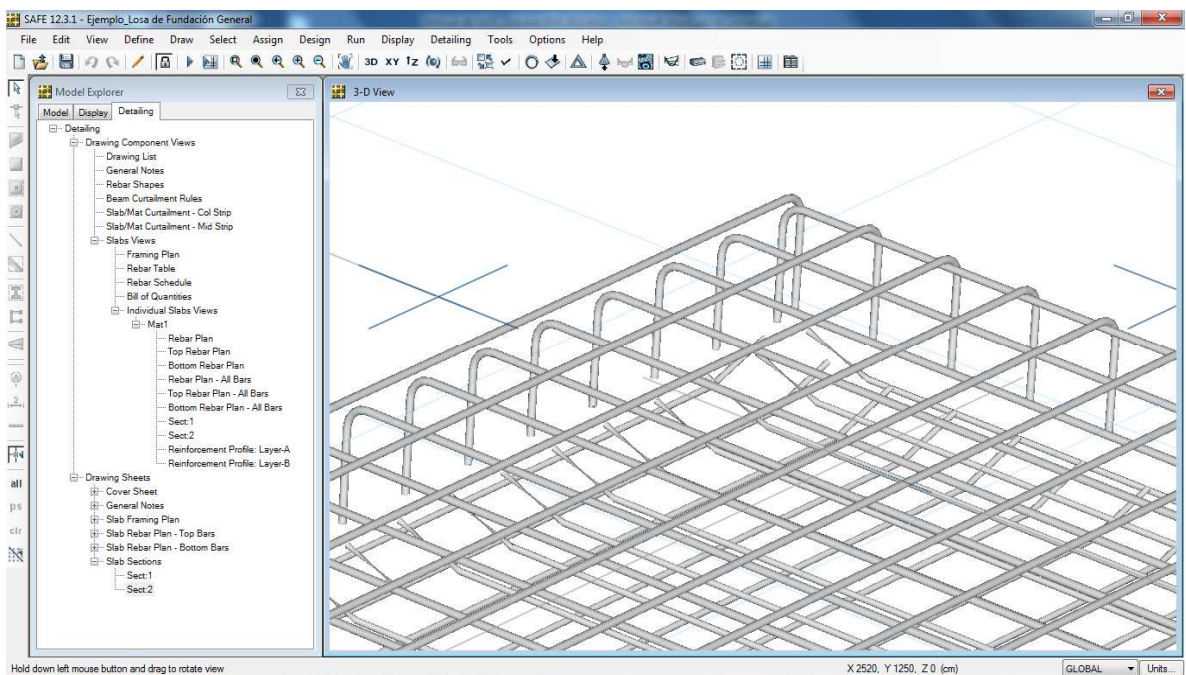 SAFE 12.3.1 - Ejemplo_Losa de Fundación General
File Edit View Define Draw Select Assign Design Run Display Detailing Tools Options Help
3D XY 1Z
Model Explorer
Model Display Detailing
Detailing
Drawing Component Views
Drawing List
General Notes
Rebar Shapes
Beam Curtailment Rules
Slab/Mat Curtailment - Col Strip
Slab/Mat Curtailment - Mid Strip
Slabs Views
Framing Plan
Rebar Table
Rebar Schedule
Bill of Quantities
Individual Slabs Views
Mat1
Rebar Plan
Top Rebar Plan
Bottom Rebar Plan
Rebar Plan - All Bars
Top Rebar Plan - All Bars
Bottom Rebar Plan - All Bars
Sect:1
Sect:2
Reinforcement Profile: Layer-A
Reinforcement Profile: Layer-B
Drawing Sheets
Cover Sheet
General Notes
Slab Framing Plan
Slab Rebar Plan - Top Bars
Slab Rebar Plan - Bottom Bars
Slab Sections
Sect:1
Sect:2
all
ps
clr
3-D View
Hold down left mouse button and drag to rotate view
X 2520, Y 1250, Z 0 (cm)
GLOBAL
Units...